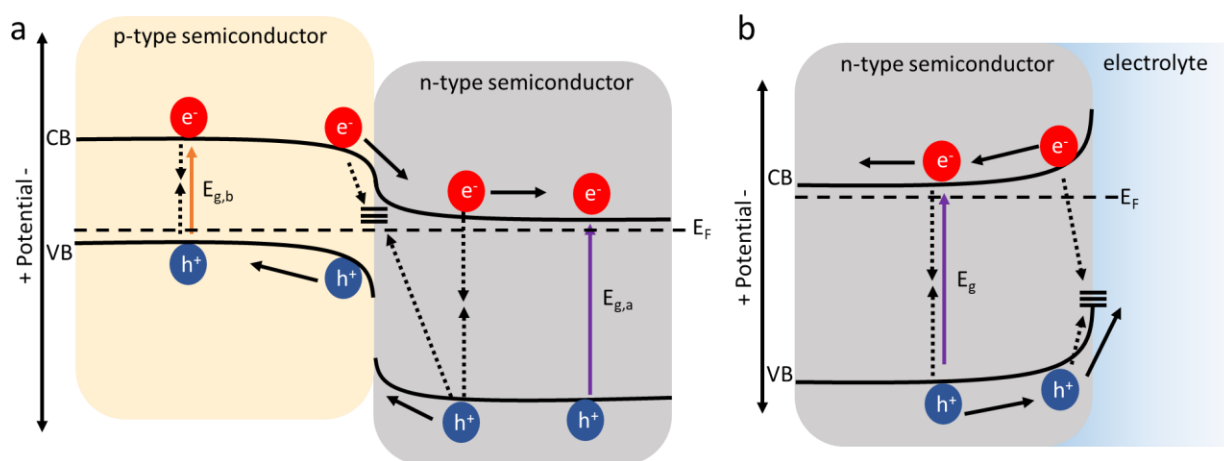 a
p-type semiconductor
n-type semiconductor
CB
VB
+ Potential -
e-
e-
e-
e-
h+
h+
h+
h+
Eg,b
Eg,a
EF
b
n-type semiconductor
electrolyte
CB
VB
+ Potential -
e-
e-
h+
h+
Eg
EF